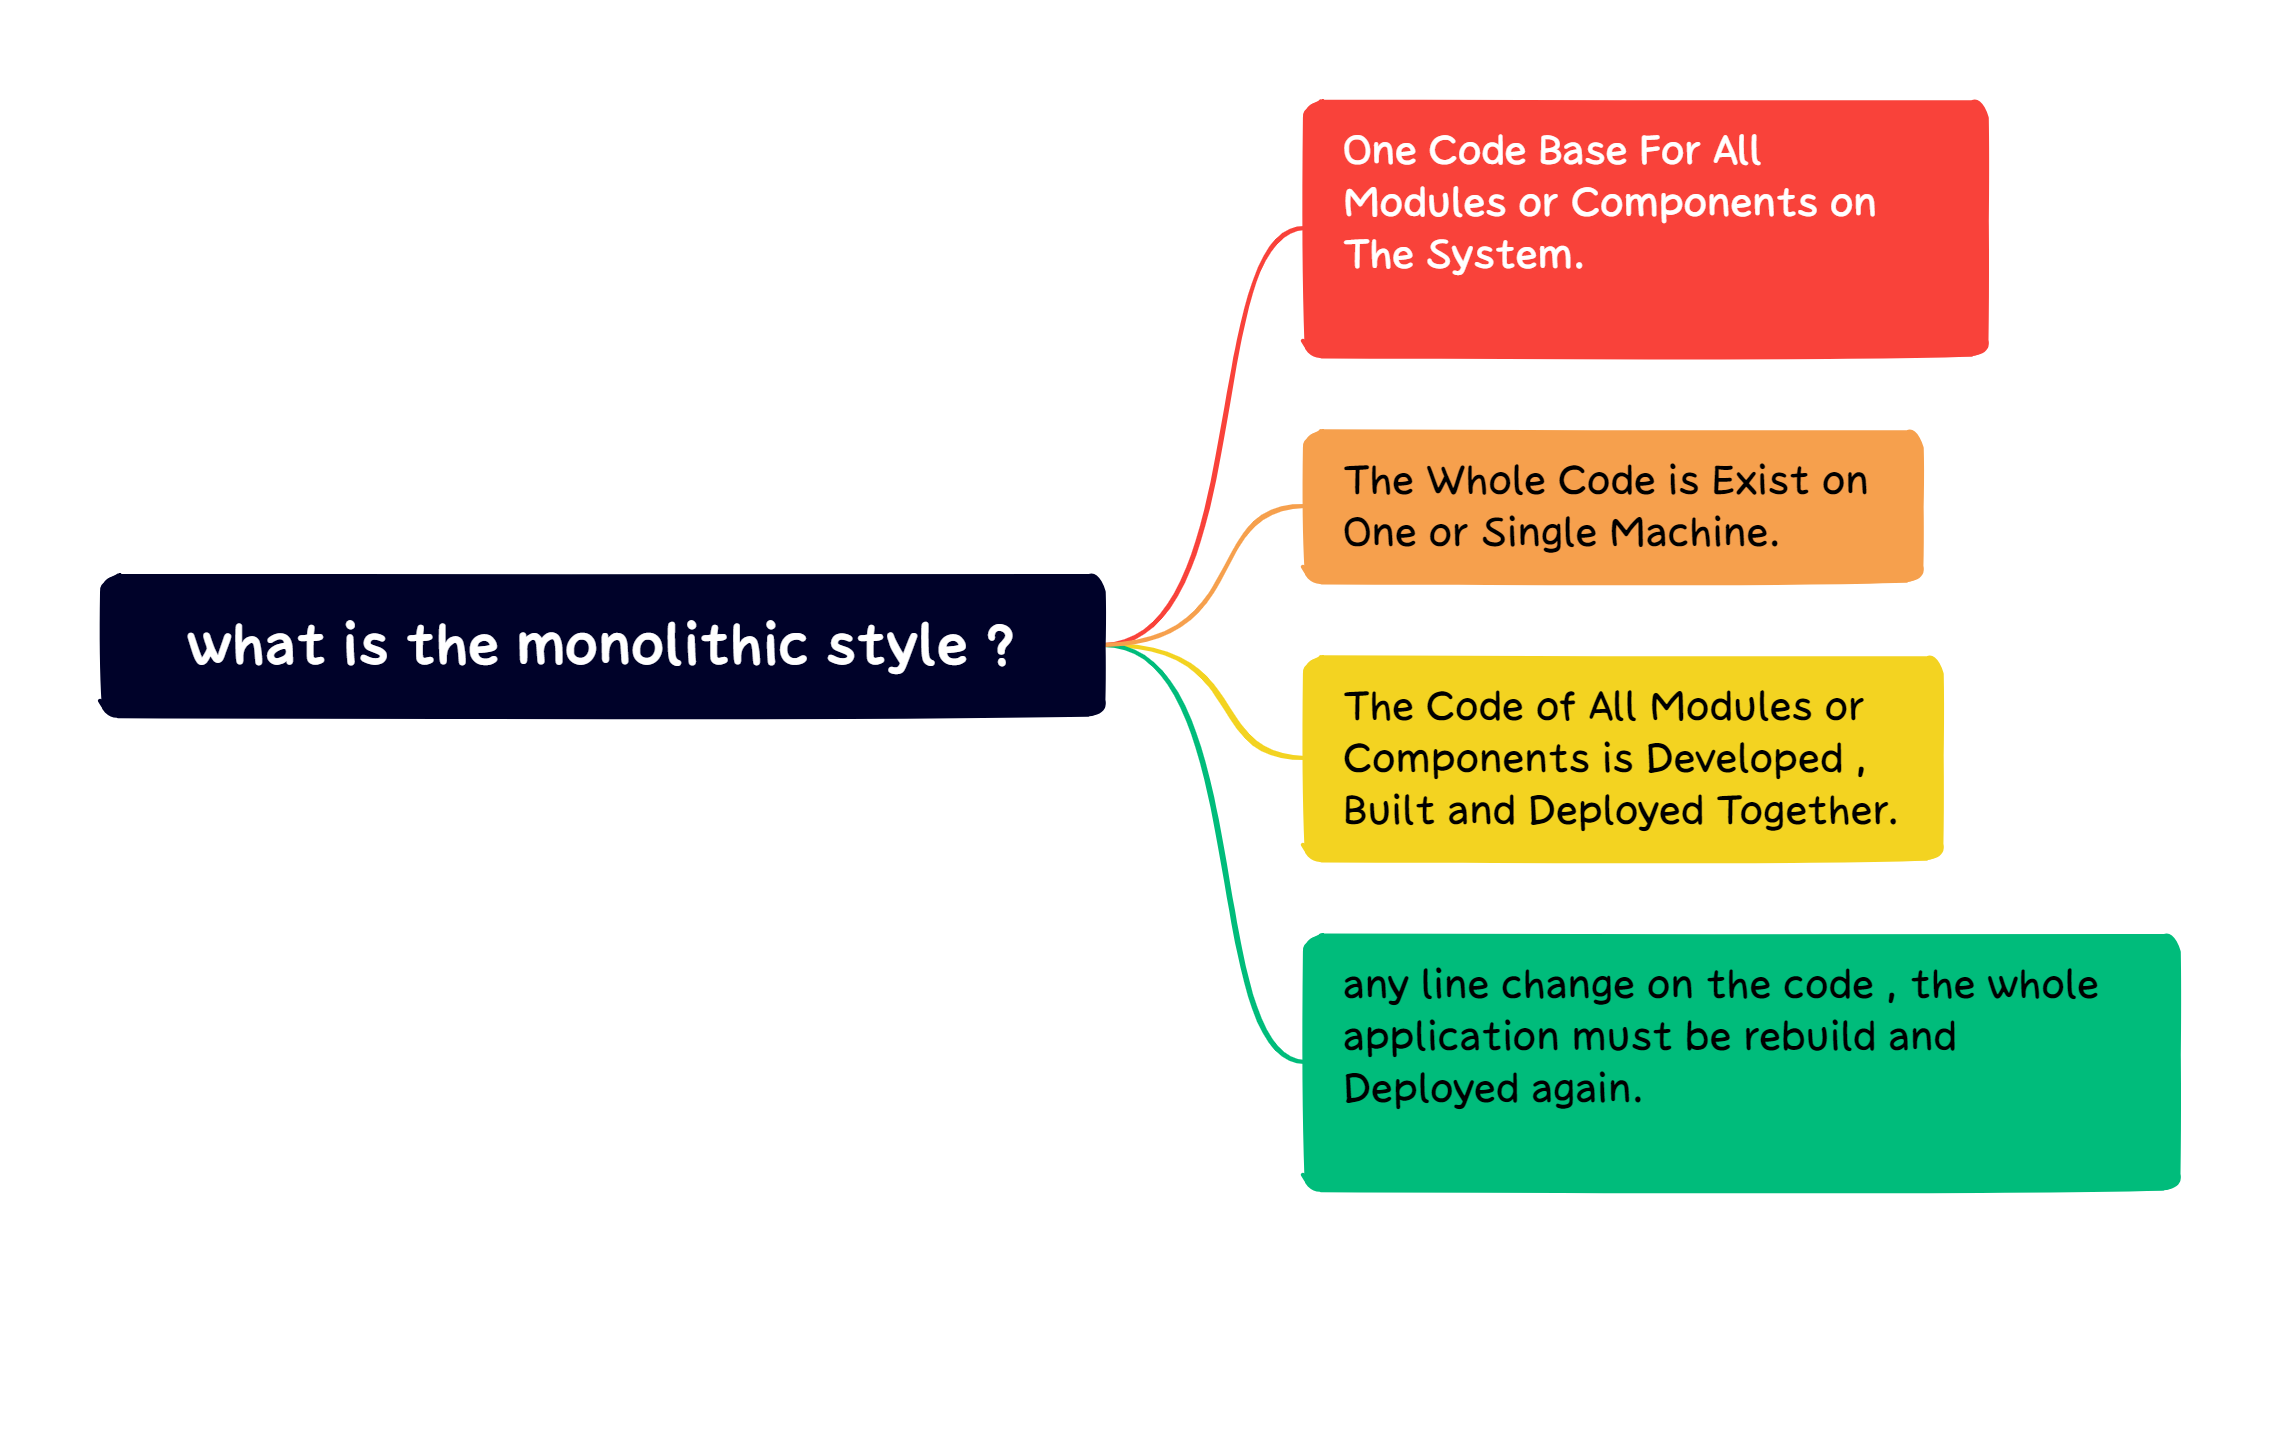 what is the monolithic style ?
One Code Base For All
Modules or Components on
The System.
The Whole Code is Exist on
One or Single Machine.
The Code of All Modules or
Components is Developed ,
Built and Deployed Together.
any line change on the code , the whole
application must be rebuild and
Deployed again.